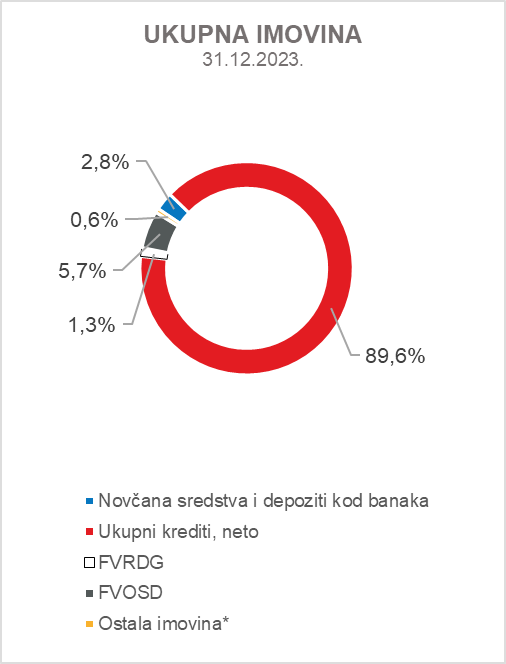 UKUPNA IMOVINA
31.12.2023.
2,8%
0,6%
5,7%
1,3%
89,6%
Novčana sredstva i depoziti kod banaka
Ukupni krediti, neto
FVRDG
FVOSD
Ostala imovina*